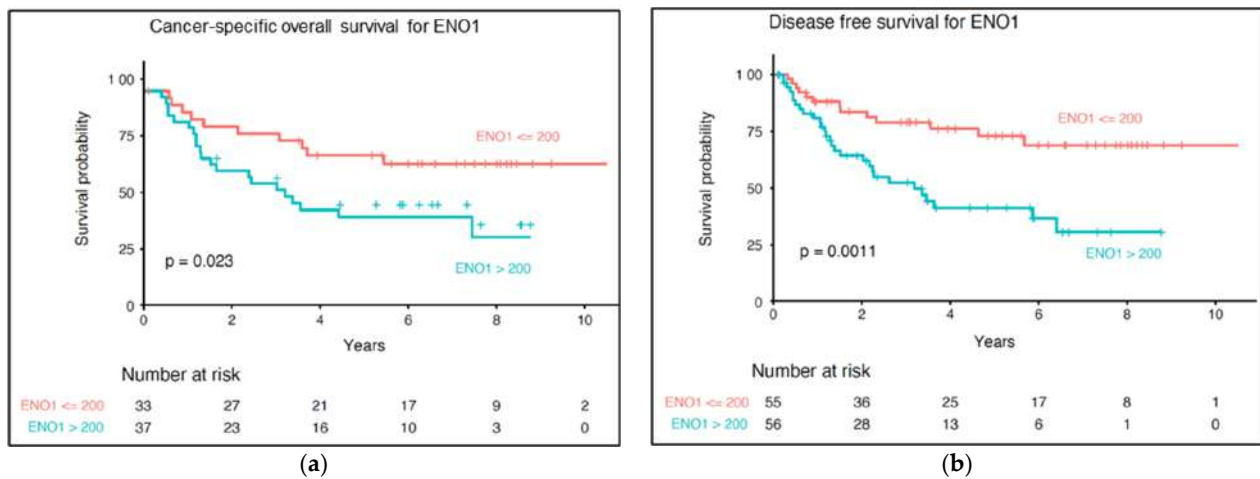 Cancer-specific overall survival for ENO1
Survival probability
1 00
75
50
25
0
ENO1 <= 200
ENO1 > 200
p = 0.023
0 2 4 6 8 10
Years
Number at risk
ENO1 <= 200 33 27 21 17 9 2
ENO1 > 200 37 23 16 10 3 0
(a)
Disease free survival for ENO1
Survival probability
1 00
75
50
25
0
ENO1 <= 200
ENO1 > 200
p = 0.0011
0 2 4 6 8 10
Years
Number at risk
ENO1 <= 200 55 36 25 17 8 1
ENO1 > 200 56 28 13 6 1 0
(b)